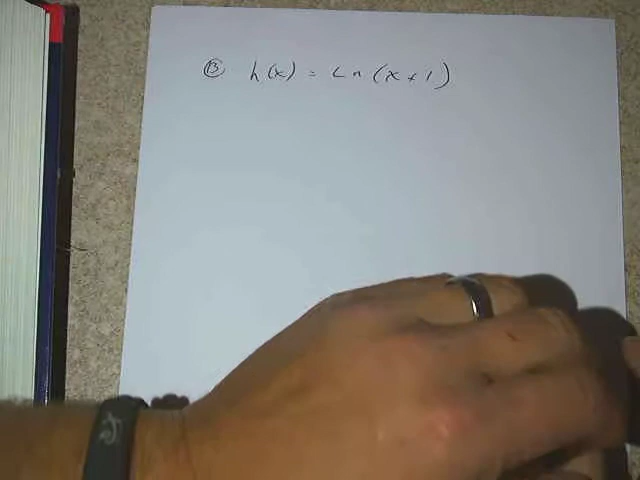 ⑬ h(x) = Ln(x+1)